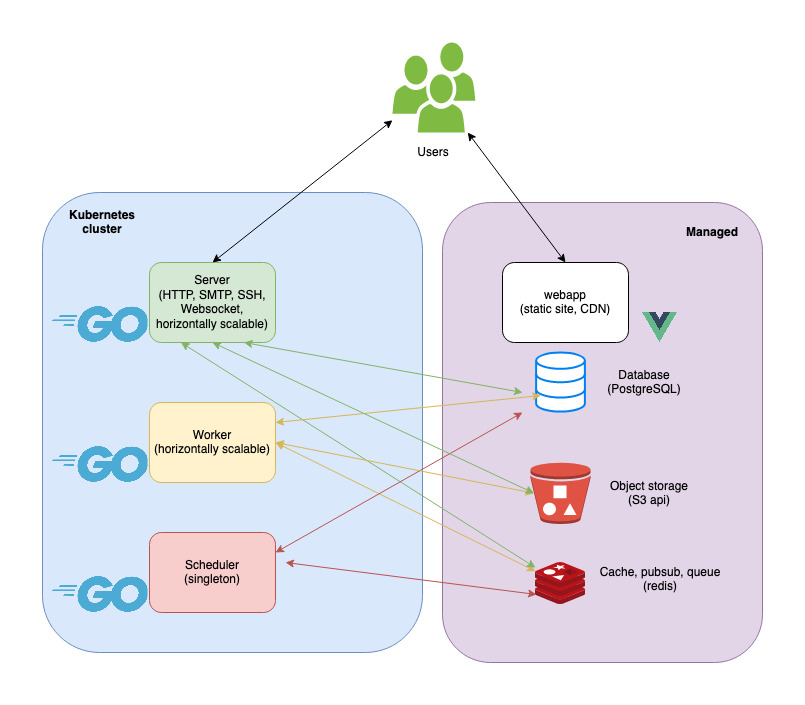 Users
Kubernetes
cluster
Managed
Server
(HTTP, SMTP, SSH,
Websocket,
horizontally scalable)
GO
webapp
(static site, CDN)
Database
(PostgreSQL)
Worker
(horizontally scalable)
GO
Object storage
(S3 api)
Scheduler
(singleton)
GO
Cache, pubsub, queue
(redis)